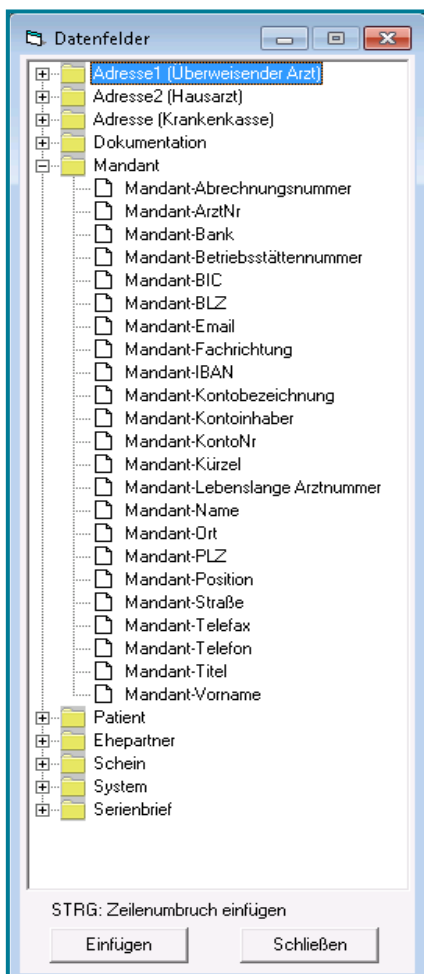 Datenfelder
Adresse1 (Überweisender Arzt)
Adresse2 (Hausarzt)
Adresse (Krankenkasse)
Dokumentation
Mandant
Mandant-Abrechnungsnummer
Mandant-ArztNr
Mandant-Bank
Mandant-Betriebsstättennummer
Mandant-BIC
Mandant-BLZ
Mandant-Email
Mandant-Fachrichtung
Mandant-IBAN
Mandant-Kontobezeichnung
Mandant-Kontoinhaber
Mandant-KontoNr
Mandant-Kürzel
Mandant-Lebenslange Arztnummer
Mandant-Name
Mandant-Ort
Mandant-PLZ
Mandant-Position
Mandant-Straße
Mandant-Telefax
Mandant-Telefon
Mandant-Titel
Mandant-Vorname
Patient
Ehepartner
Schein
System
Serienbrief
STRG: Zeilenumbruch einfügen
Einfügen Schließen